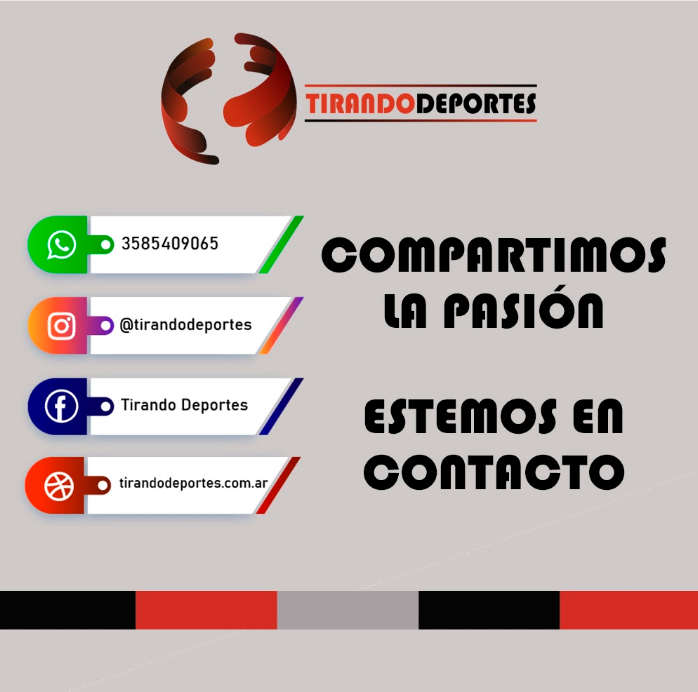 TIRANDODEPORTES
3585409065
@tirandodeportes
Tirando Deportes
tirandodeportes.com.ar
COMPARTIMOS
LA PASIÓN
ESTEMOS EN
CONTACTO